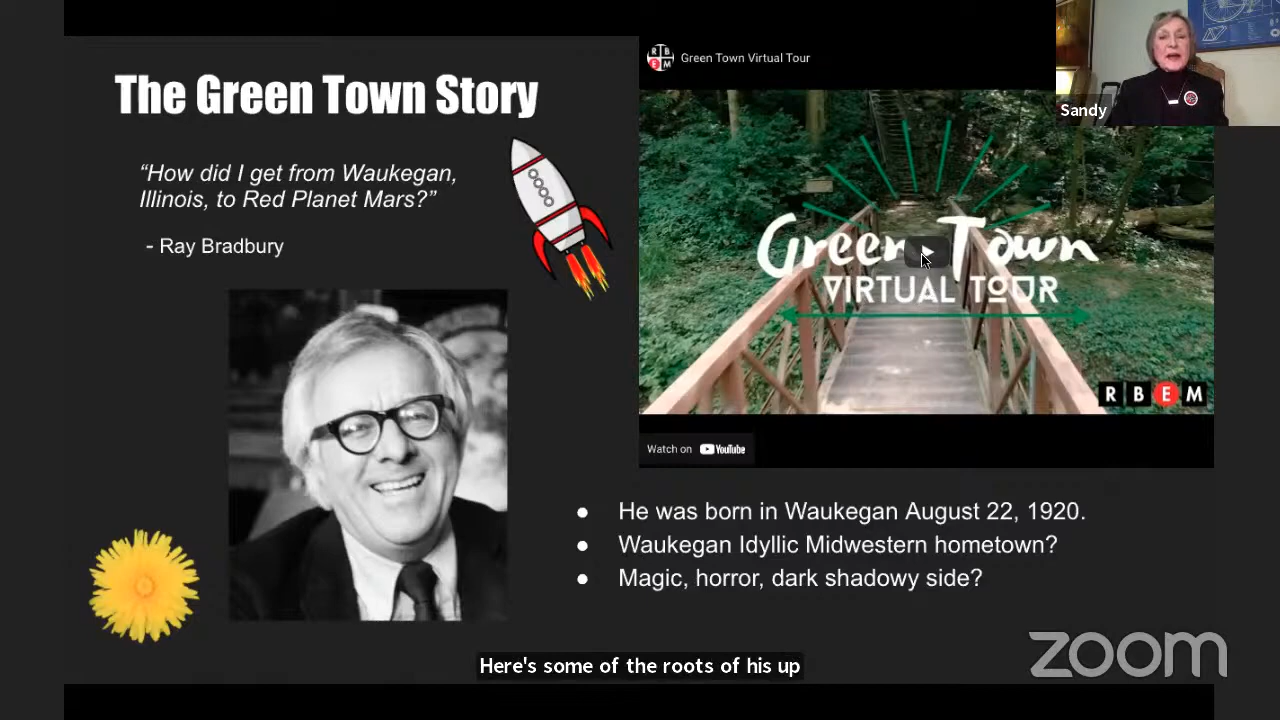 The Green Town Story
“How did I get from Waukegan,
Illinois, to Red Planet Mars?”
- Ray Bradbury
R B
E M
Green Town Virtual Tour
Sandy
Green Town
VIRTUAL TOUR
R B E M
Watch on YouTube
● He was born in Waukegan August 22, 1920.
● Waukegan Idyllic Midwestern hometown?
● Magic, horror, dark shadowy side?
Here's some of the roots of his up
zoom